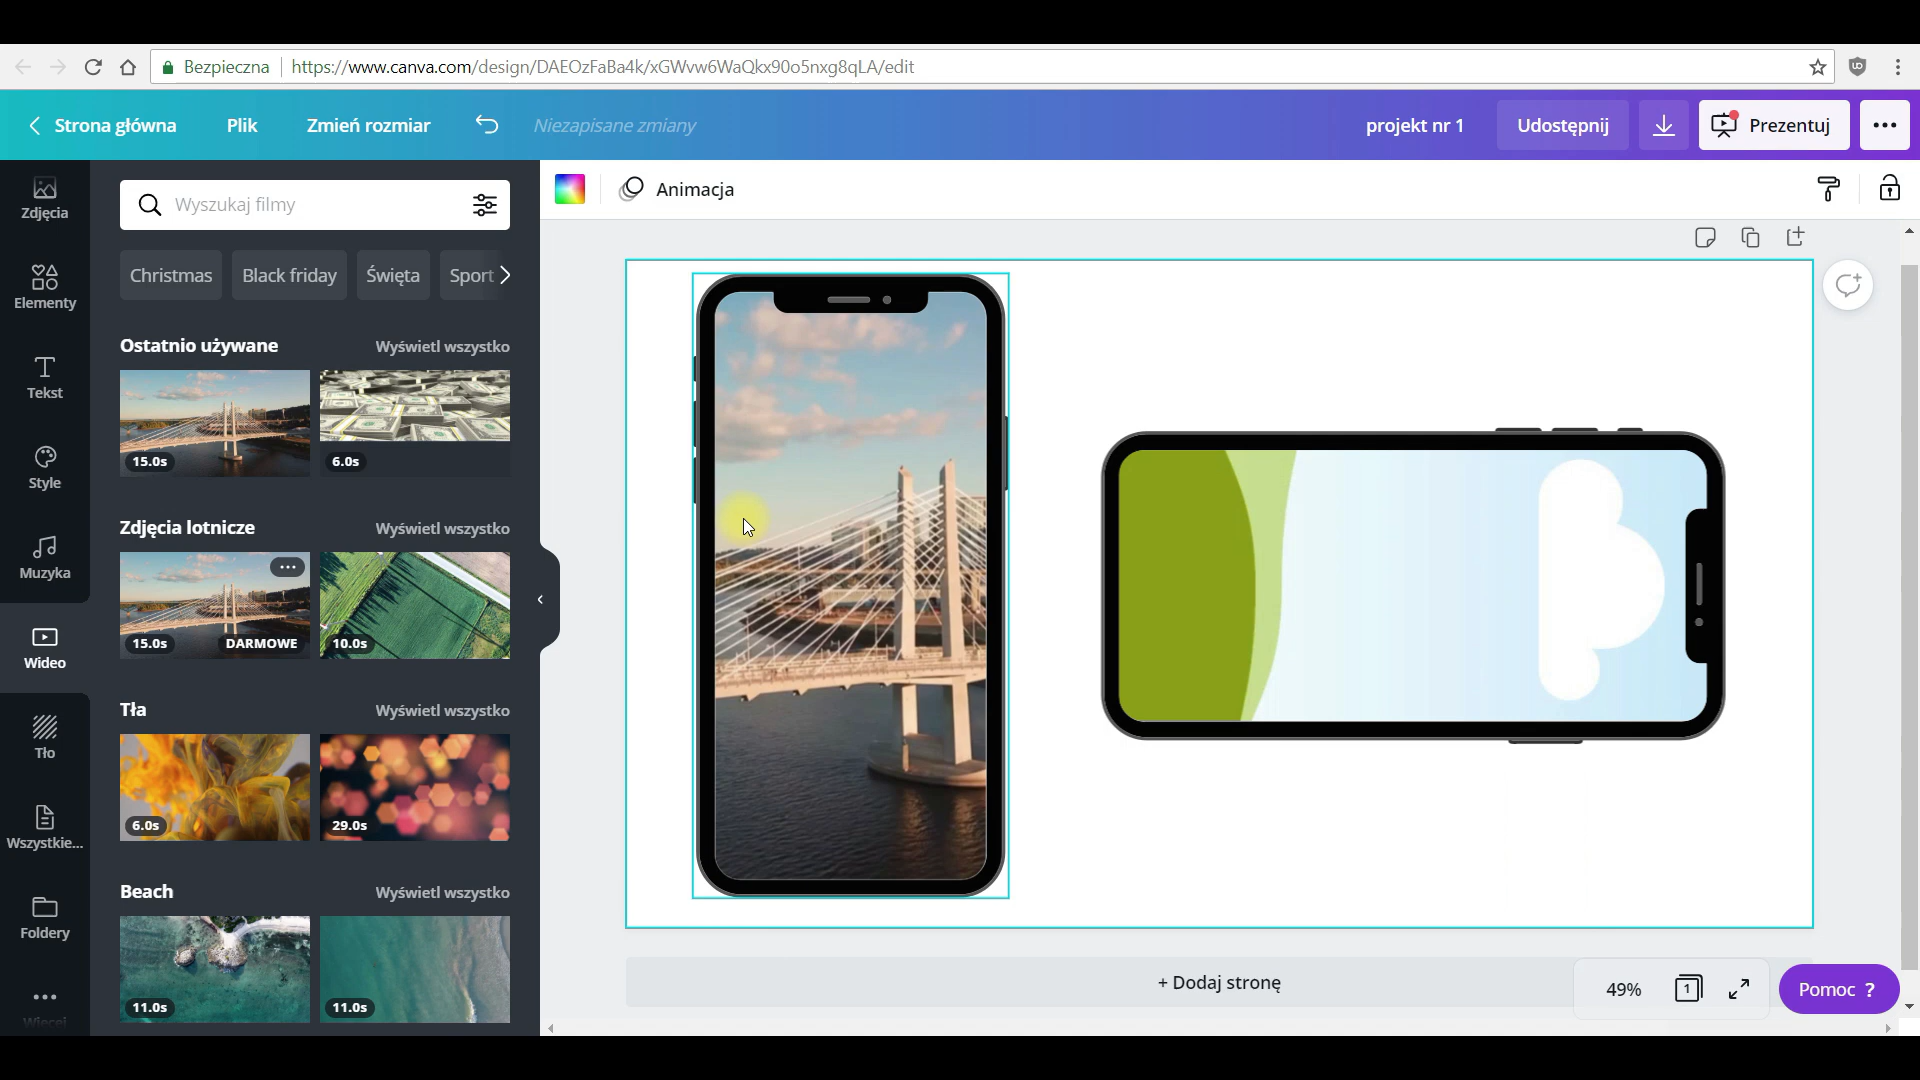 Bezpieczna
https://www.canva.com/design/DAEOzFaBa4k/xGWvw6WaQkx90o5nxg8qLA/edit
Strona główna
Plik
Zmień rozmiar
Niezapisane zmiany
projekt nr 1
Udostępnij
Prezentuj
Zdjęcia
Elementy
Tekst
Style
Muzyka
Wideo
Tło
Wszystkie...
Foldery
Więcej
Wyszukaj filmy
Christmas
Black friday
Święta
Sport
Ostatnio używane
Wyświetl wszystko
15.0s
6.0s
Zdjęcia lotnicze
Wyświetl wszystko
15.0s
DARMOWE
10.0s
Tła
Wyświetl wszystko
6.0s
29.0s
Beach
Wyświetl wszystko
11.0s
11.0s
Animacja
+ Dodaj stronę
49%
1
Pomoc ?